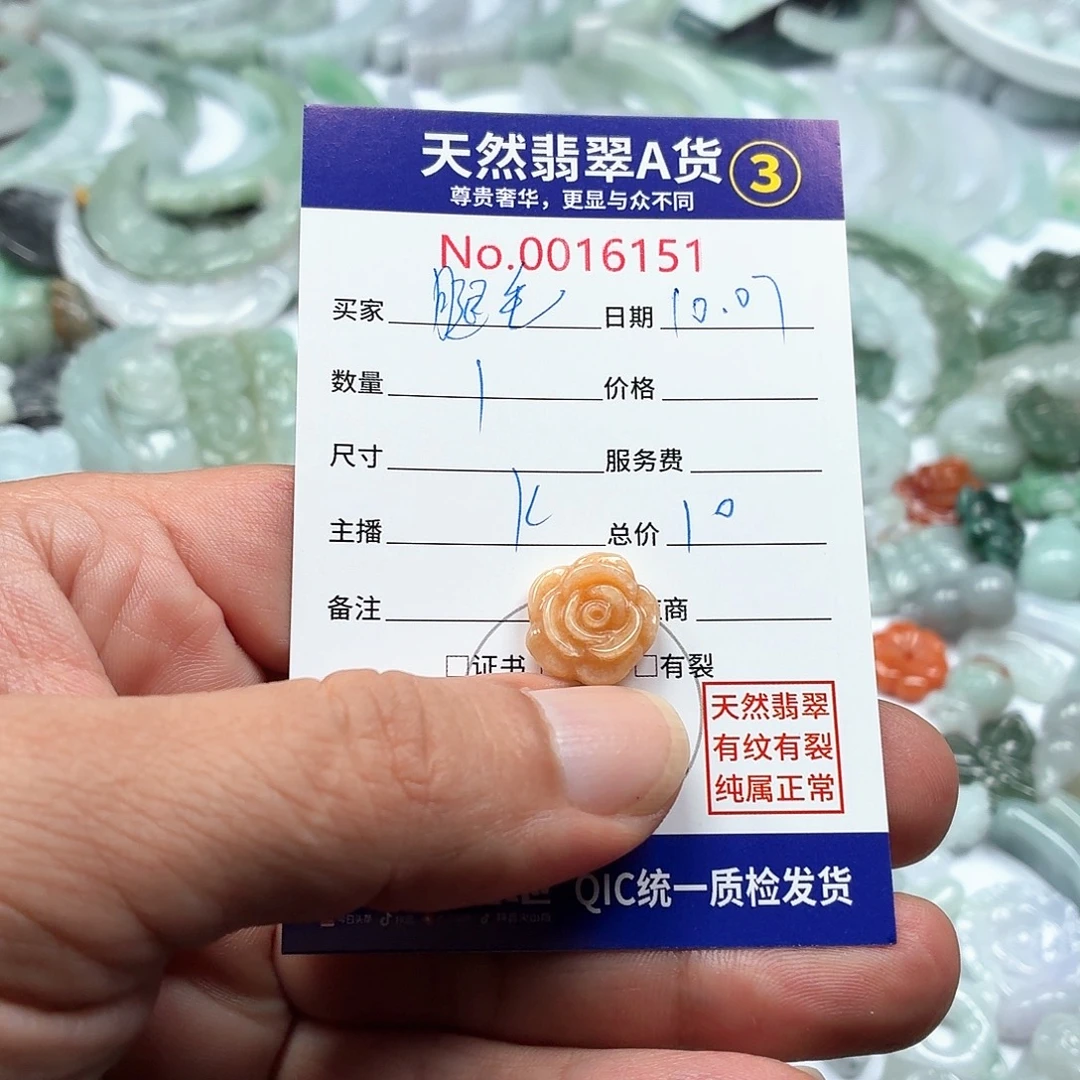 天然翡翠A货 3
尊贵奢华，更显与众不同
No.0016151
买家 腿毛 日期 10.07
数量 1 价格
尺寸 服务费
主播 K 总价 10
备注 商
□证书 □有裂
天然翡翠
有纹有裂
纯属正常
QIC统一质检发货